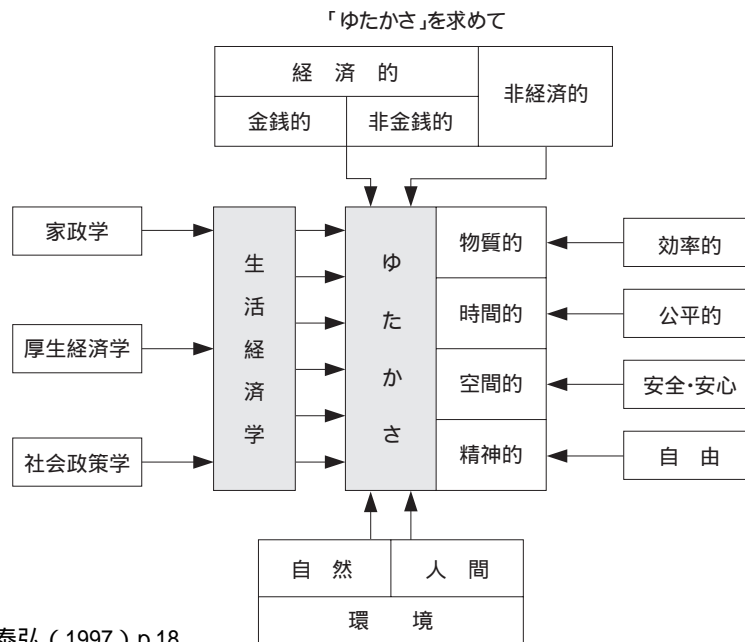 「ゆたかさ」を求めて
経済的
非経済的
金銭的
非金銭的
家政学
厚生経済学
社会政策学
生活経済学
ゆたかさ
物質的
時間的
空間的
精神的
効率的
公平的
安全・安心
自由
自然
人間
環境
泰弘（1997）p.18